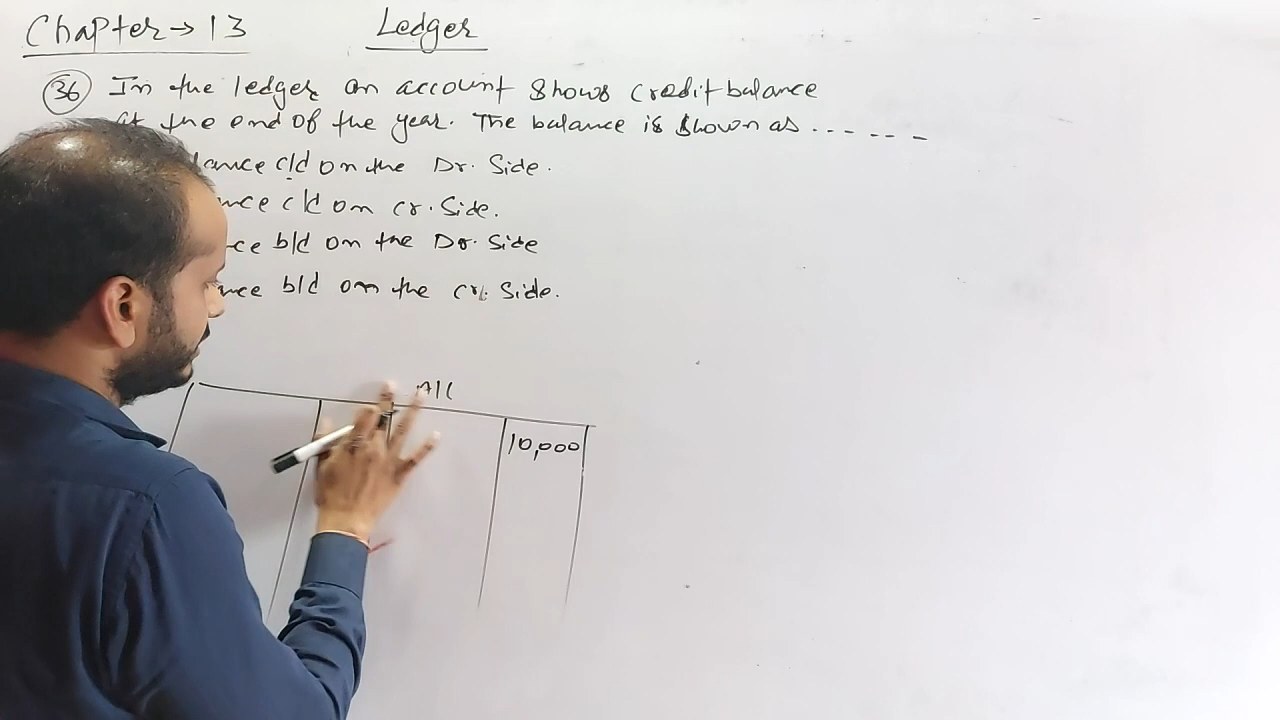 Chapter → 13 Ledger
36 In the ledger an account shows credit balance
at the end of the year. The balance is shown as ......
lance c/d on the Dr. Side.
nce c/d on cr. Side.
ce b/d on the Dr. Side
nce b/d on the cr. Side.
A/C
10,000